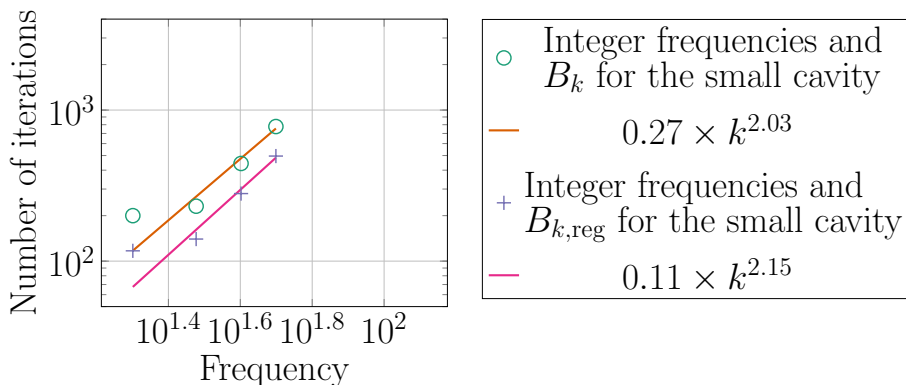 Number of iterations
10^3
10^2
10^1.4
10^1.6
10^1.8
10^2
Frequency
Integer frequencies and
B_k for the small cavity
0.27 × k^2.03
Integer frequencies and
B_k,reg for the small cavity
0.11 × k^2.15